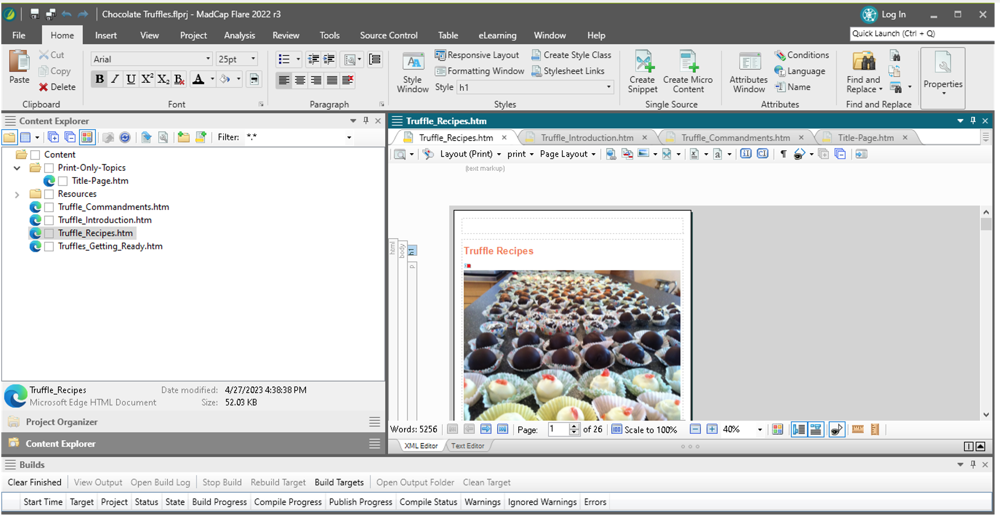 Chocolate Truffles.flprj - MadCap Flare 2022 r3
Log In
File Home Insert View Project Analysis Review Tools Source Control Table eLearning Window Help
Quick Launch (Ctrl + Q)
Paste
Cut
Copy
Delete
Clipboard
Arial 25pt
B I U X² X₂ B A
Font
Paragraph
Style Window
Responsive Layout
Formatting Window
Style h1
Create Style Class
Stylesheet Links
Styles
Create Snippet
Create Micro Content
Single Source
Attributes Window
Conditions
Language
Name
Attributes
Find and Replace
Find and Replace
Properties
Content Explorer
Filter: *.*
Content
Print-Only-Topics
Title-Page.htm
Resources
Truffle_Commandments.htm
Truffle_Introduction.htm
Truffle_Recipes.htm
Truffles_Getting_Ready.htm
Truffle_Recipes Date modified: 4/27/2023 4:38:38 PM
Microsoft Edge HTML Document Size: 52.03 KB
Project Organizer
Content Explorer
Truffle_Recipes.htm
Truffle_Recipes.htm Truffle_Introduction.htm Truffle_Commandments.htm Title-Page.htm
Layout (Print) print Page Layout
(text markup)
html
body
h1
p
Truffle Recipes
Words: 5256 Page: 1 of 26 Scale to 100% 40%
XML Editor Text Editor
Builds
Clear Finished View Output Open Build Log Stop Build Rebuild Target Build Targets Open Output Folder Clean Target
Start Time Target Project Status State Build Progress Compile Progress Publish Progress Compile Status Warnings Ignored Warnings Errors